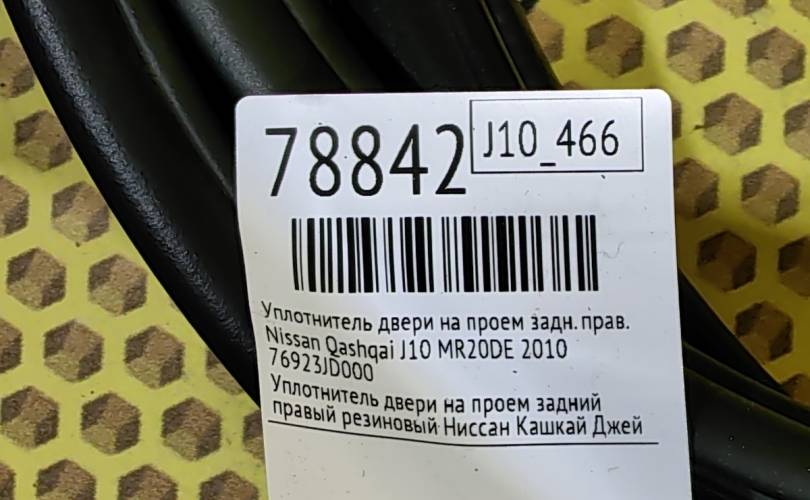 78842
J10_466
Уплотнитель двери на проем задн. прав.
Nissan Qashqai J10 MR20DE 2010
76923JD000
Уплотнитель двери на проем задний
правый резиновый Ниссан Кашкай Джей